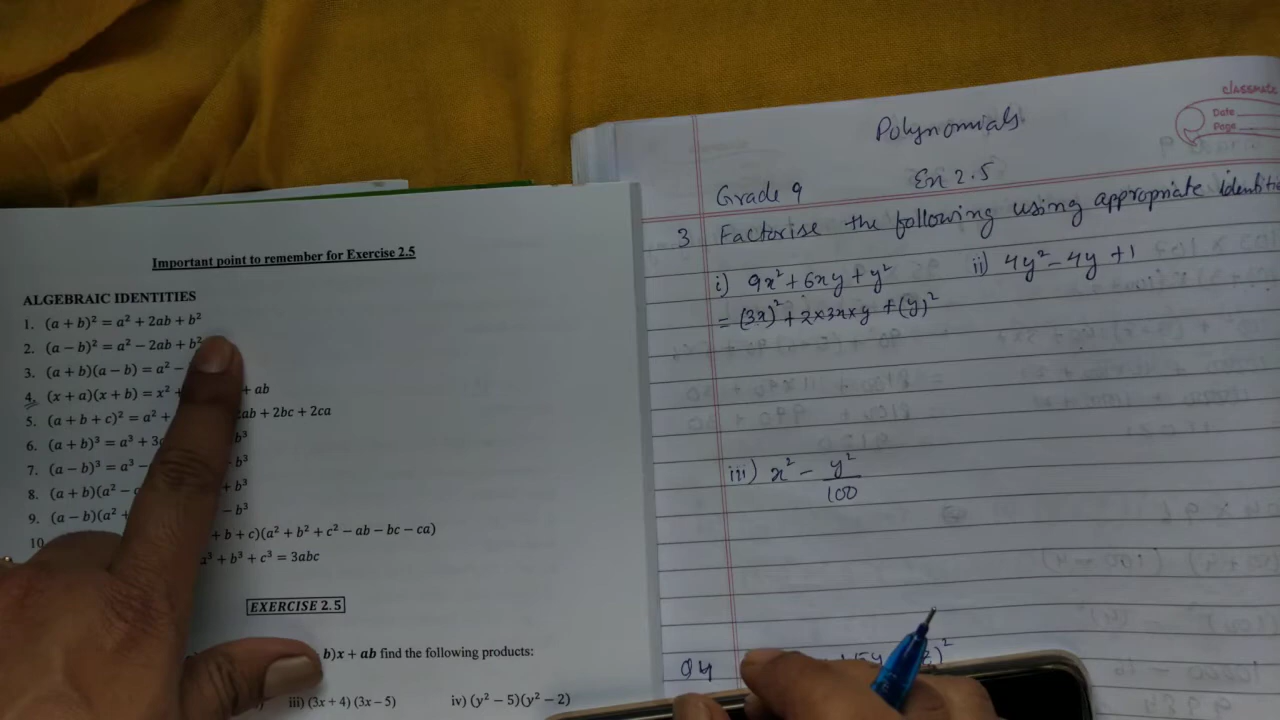 Important point to remember for Exercise 2.5
ALGEBRAIC IDENTITIES
1. (a + b)² = a² + 2ab + b²
2. (a − b)² = a² − 2ab + b²
3. (a + b)(a − b) = a² −
4. (x + a)(x + b) = x² + ab
5. (a + b + c)² = a² + 2ab + 2bc + 2ca
6. (a + b)³ = a³ + b³
7. (a − b)³ = a³ − b³
8. (a + b)(a² − + b³
9. (a − b)(a² + − b³
10 + b + c)(a² + b² + c² − ab − bc − ca)
a³ + b³ + c³ = 3abc
EXERCISE 2.5
b)x + ab find the following products:
iii) (3x + 4) (3x − 5) iv) (y² − 5)(y² − 2)
classmate
Date
Page
Polynomials
Grade 9 Ex 2.5
3 Factorise the following using appropriate
i) 9x² + 6xy + y² ii) 4y² − 4y + 1
= (3x)² + 2×3x×y + (y)²
iii) x² − y²/100
Q4